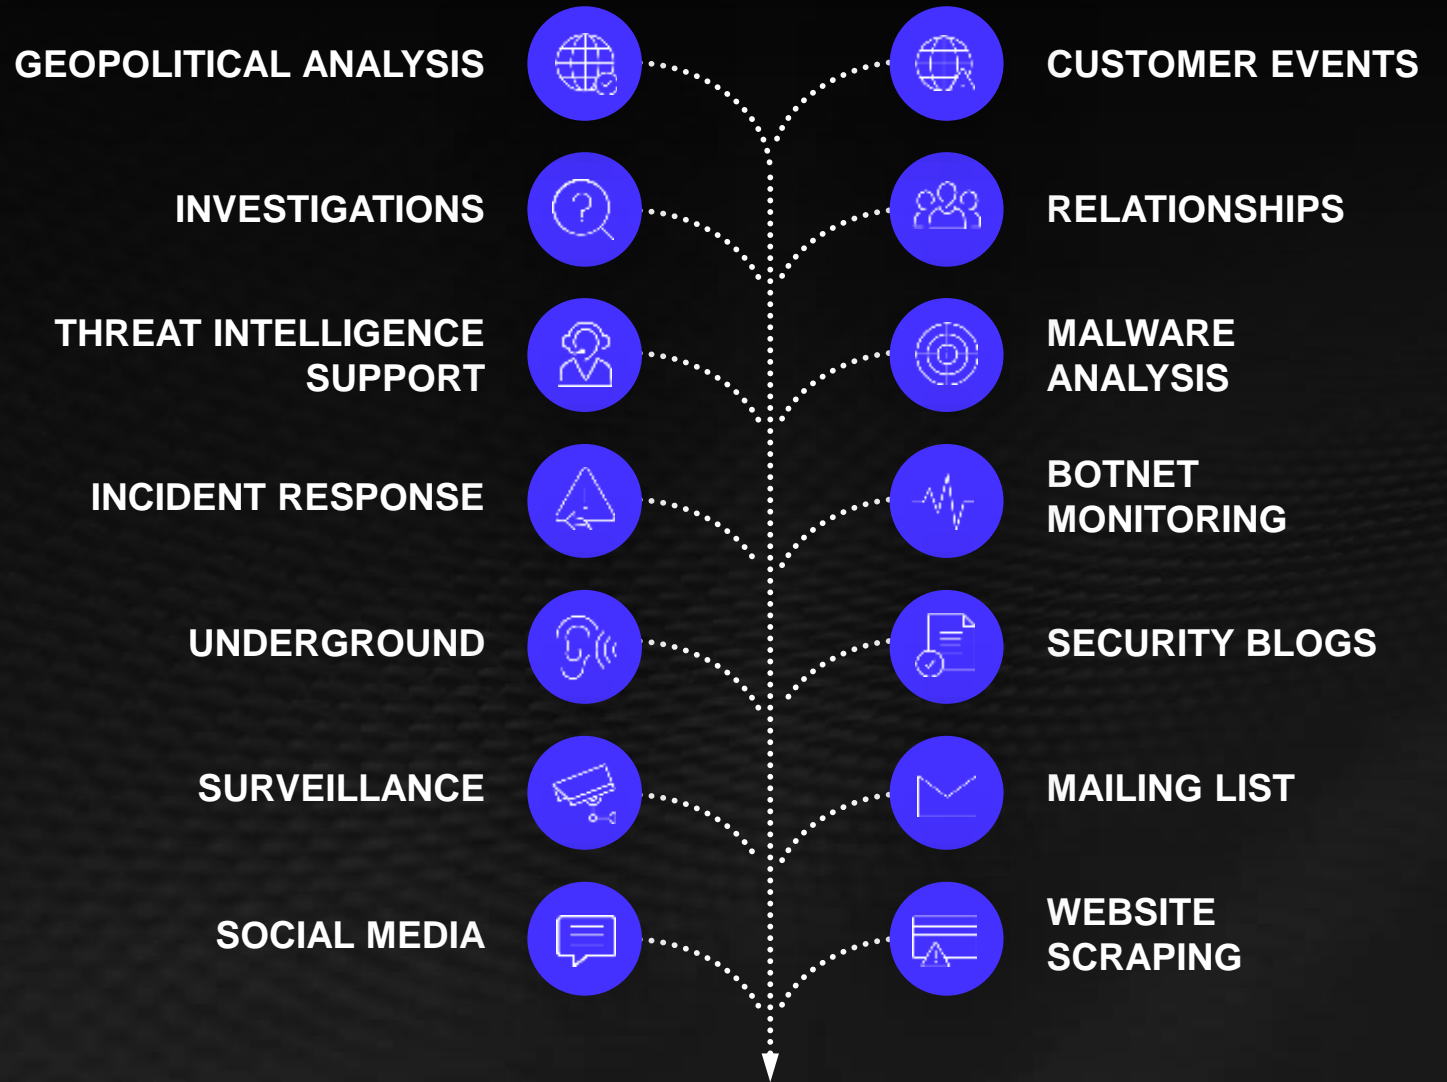 GEOPOLITICAL ANALYSIS
CUSTOMER EVENTS
INVESTIGATIONS
RELATIONSHIPS
THREAT INTELLIGENCE
SUPPORT
MALWARE
ANALYSIS
INCIDENT RESPONSE
BOTNET
MONITORING
UNDERGROUND
SECURITY BLOGS
SURVEILLANCE
MAILING LIST
SOCIAL MEDIA
WEBSITE
SCRAPING